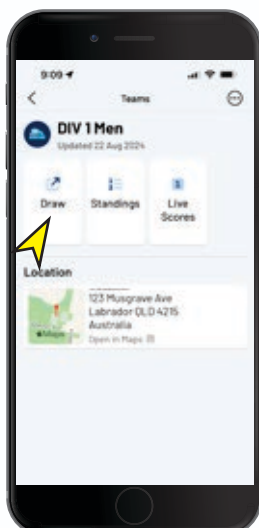 9:09
Teams
DIV 1 Men
Updated 22 Aug 2024
Draw
Standings
Live
Scores
Location
123 Musgrave Ave
Labrador QLD 4215
Australia
Maps
Open in Maps